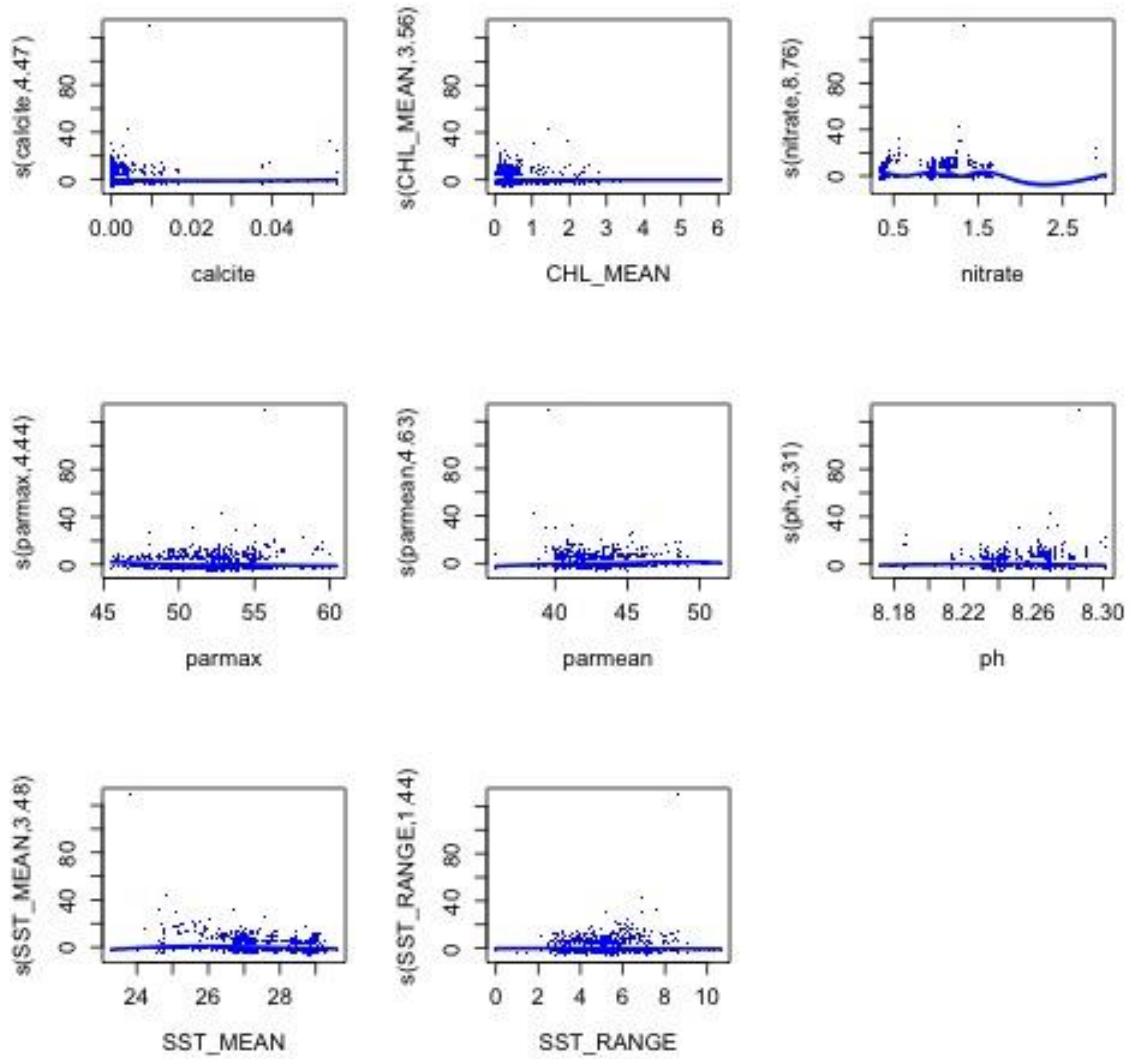 s(calcite,4.47)
80
40
0
0.00 0.02 0.04
calcite
s(CHL_MEAN,3.56)
80
40
0
0 1 2 3 4 5 6
CHL_MEAN
s(nitrate,8.76)
80
40
0
0.5 1.5 2.5
nitrate
s(parmax,4.44)
80
40
0
45 50 55 60
parmax
s(parmean,4.63)
80
40
0
40 45 50
parmean
s(ph,2.31)
80
40
0
8.18 8.22 8.26 8.30
ph
s(SST_MEAN,3.48)
80
40
0
24 26 28
SST_MEAN
s(SST_RANGE,1.44)
80
40
0
0 2 4 6 8 10
SST_RANGE